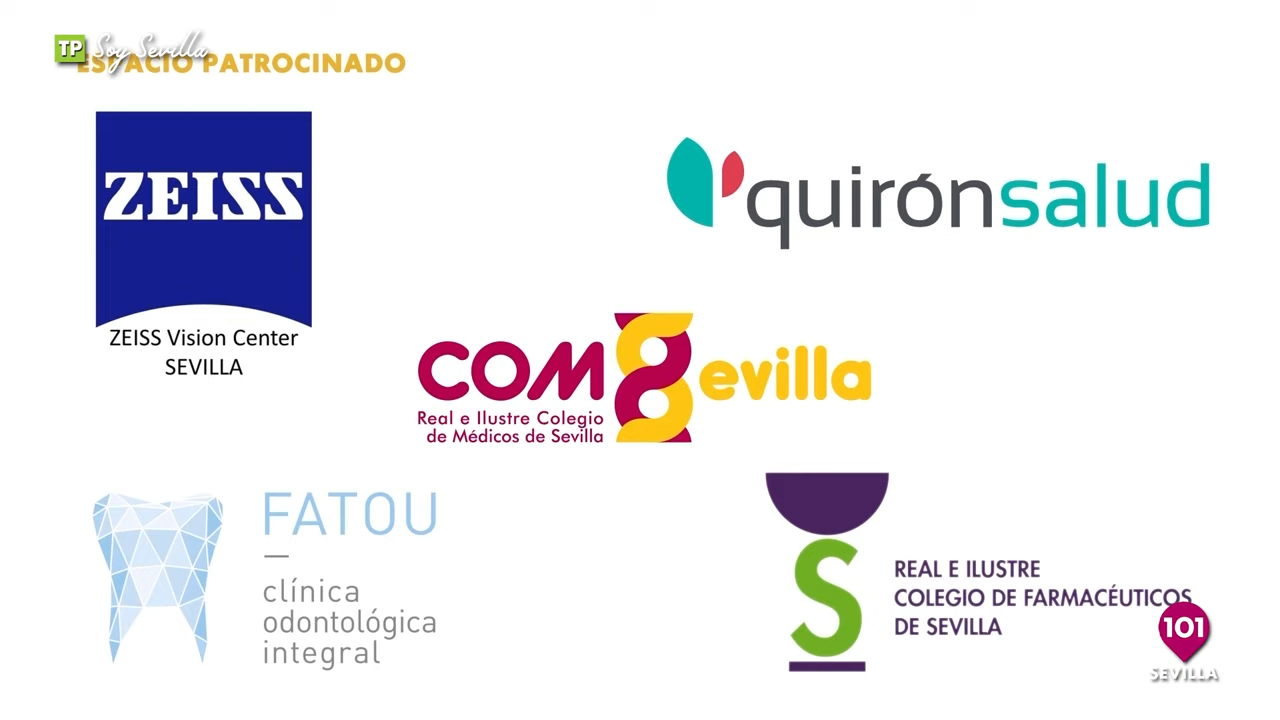 TP Soy Sevilla
ESPACIO PATROCINADO
ZEISS
ZEISS Vision Center
SEVILLA
quirónsalud
COM Sevilla
Real e Ilustre Colegio
de Médicos de Sevilla
FATOU
clínica
odontológica
integral
S
REAL E ILUSTRE
COLEGIO DE FARMACÉUTICOS
DE SEVILLA
101
SEVILLA